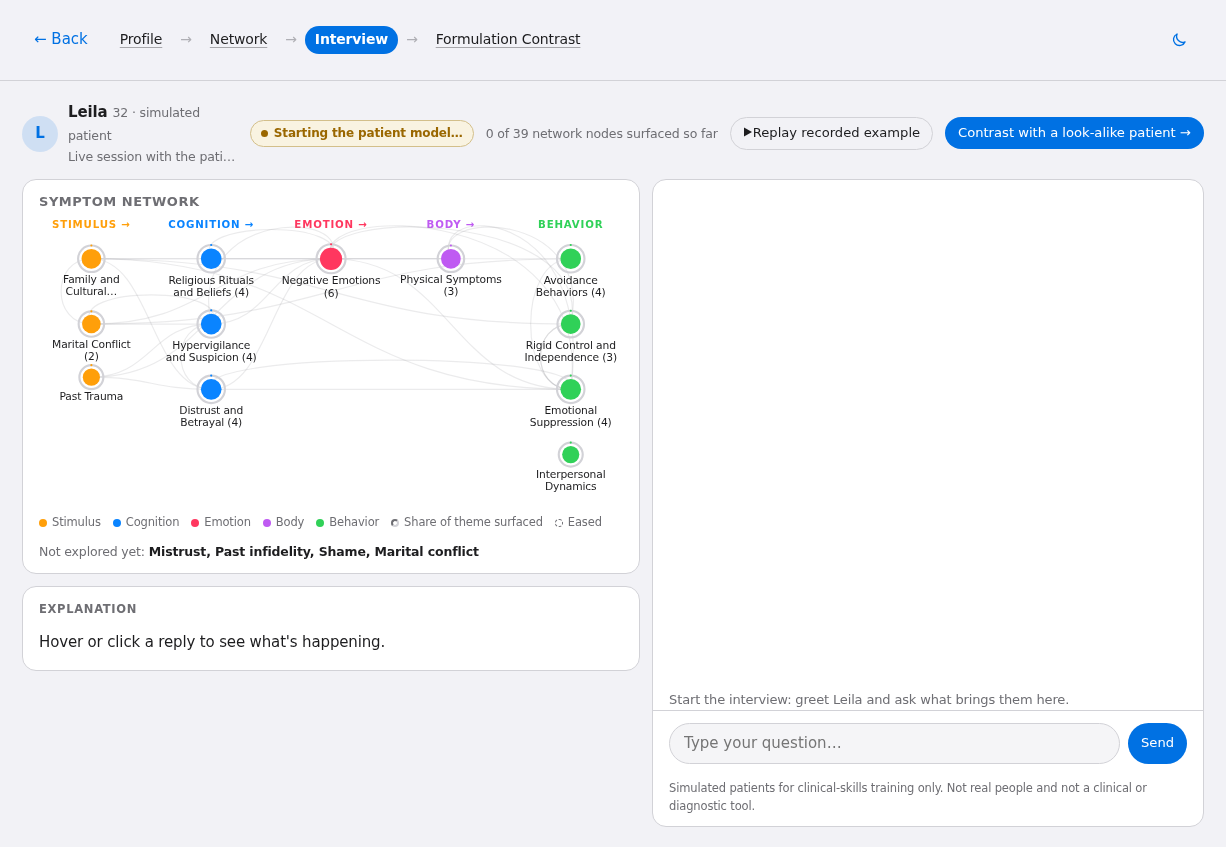 ← Back
Profile → Network → Interview → Formulation Contrast
L
Leila 32 · simulated
patient
Live session with the pati...
Starting the patient model...
0 of 39 network nodes surfaced so far
Replay recorded example
Contrast with a look-alike patient →
SYMPTOM NETWORK
STIMULUS → COGNITION → EMOTION → BODY → BEHAVIOR
Family and
Cultural...
Religious Rituals
and Beliefs (4)
Negative Emotions
(6)
Physical Symptoms
(3)
Avoidance
Behaviors (4)
Marital Conflict
(2)
Hypervigilance
and Suspicion (4)
Rigid Control and
Independence (3)
Past Trauma
Distrust and
Betrayal (4)
Emotional
Suppression (4)
Interpersonal
Dynamics
Stimulus Cognition Emotion Body Behavior Share of theme surfaced Eased
Not explored yet: Mistrust, Past infidelity, Shame, Marital conflict
EXPLANATION
Hover or click a reply to see what's happening.
Start the interview: greet Leila and ask what brings them here.
Type your question...
Send
Simulated patients for clinical-skills training only. Not real people and not a clinical or
diagnostic tool.